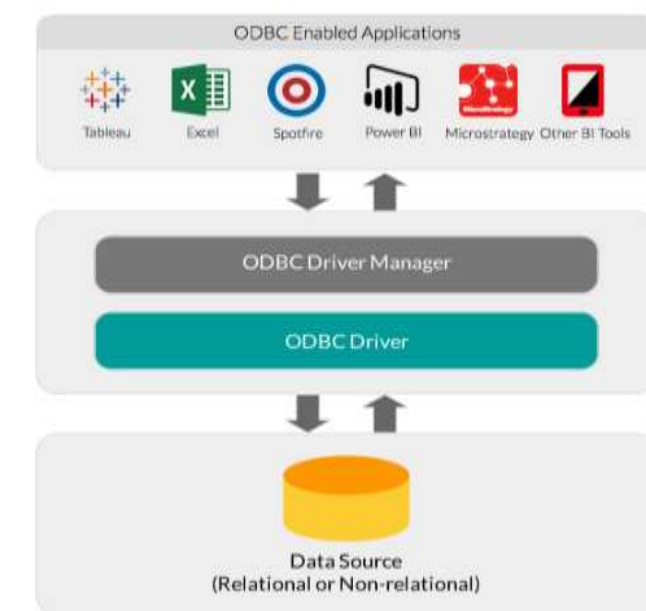 ODBC Enabled Applications
Tableau Excel Spotfire Power BI Microstrategy Other BI Tools
ODBC Driver Manager
ODBC Driver
Data Source
(Relational or Non-relational)